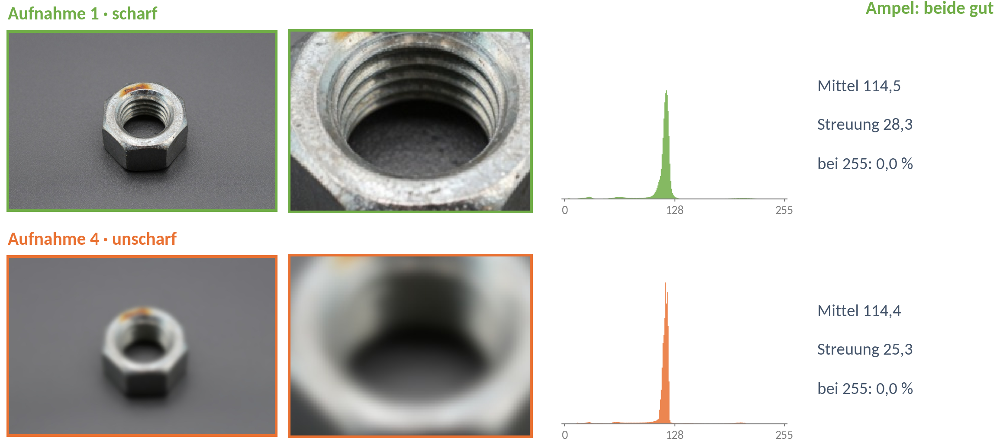 Aufnahme 1 · scharf
Ampel: beide gut
Mittel 114,5
Streuung 28,3
bei 255: 0,0 %
0 128 255
Aufnahme 4 · unscharf
Mittel 114,4
Streuung 25,3
bei 255: 0,0 %
0 128 255